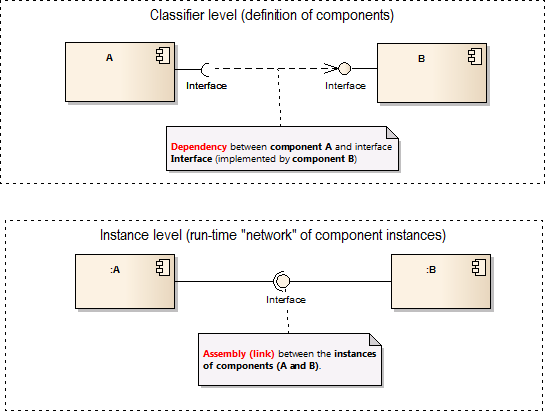 Classifier level (definition of components)
A
B
Interface
Interface
Dependency between component A and interface
Interface (implemented by component B)
Instance level (run-time "network" of component instances)
:A
:B
Interface
Assembly (link) between the instances
of components (A and B).